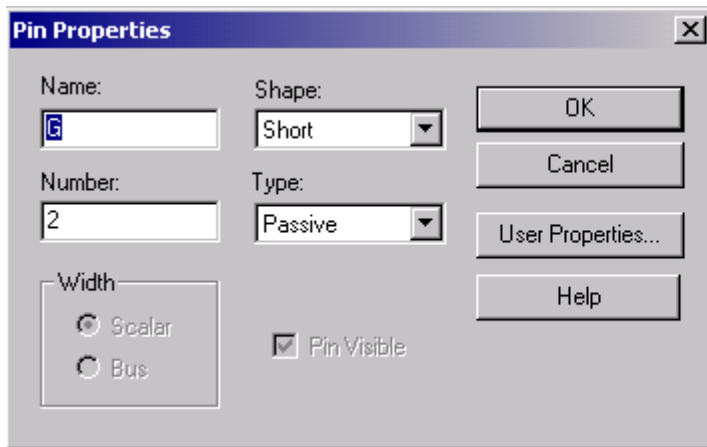 Pin Properties
Name:
G
Shape:
Short
OK
Cancel
Number:
2
Type:
Passive
User Properties...
Help
Width
Scalar
Bus
Pin Visible